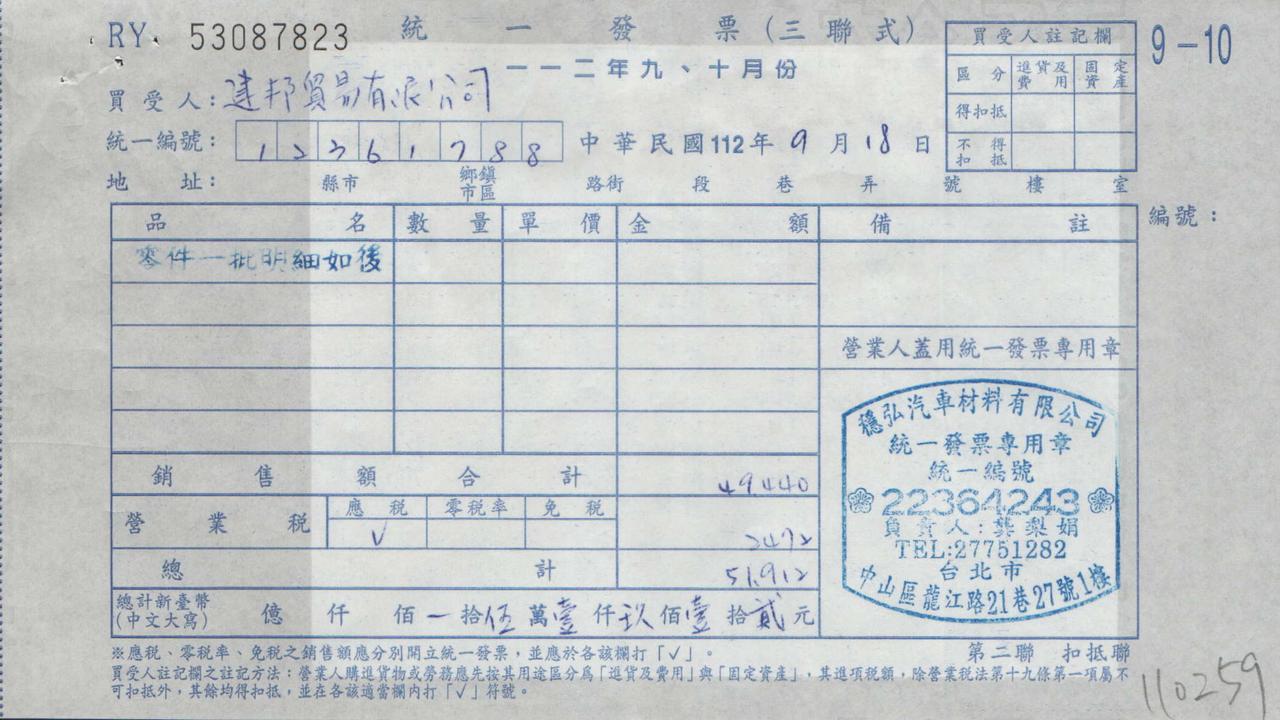 RY 53087823 統一發票(三聯式)
一一二年九、十月份
9-10
買受人註記欄
區分 進貨及費用 固定資產
得扣抵
不得扣抵
買受人:建邦貿易有限公司
統一編號: 12361788 中華民國112年9月18日
地址: 縣市 鄉鎮市區 路街 段 巷 弄 號 樓 室
品名 數量 單價 金額 備註 編號:
零件一批明細如後
營業人蓋用統一發票專用章
穩弘汽車材料有限公司
統一發票專用章
統一編號
22364243
負責人:龔梨娟
TEL:27751282
台北市
中山區龍江路21巷27號1樓
銷售額合計 49,440
營業稅 應稅 零稅率 免稅
√ 2472
總計 51,912
總計新臺幣(中文大寫) 億 仟 佰 一 拾 伍 萬 壹 仟 玖 佰 壹 拾 貳 元
※應稅、零稅率、免稅之銷售額應分別開立統一發票,並應於各該欄打「√」。 第二聯 扣抵聯
買受人註記欄之註記方法:營業人購進貨物或勞務應先按其用途區分為「進貨及費用」與「固定資產」,其進項稅額,除營業稅法第十九條第一項屬不
可扣抵外,其餘均得扣抵,並在各該適當欄內打「√」符號。
110259